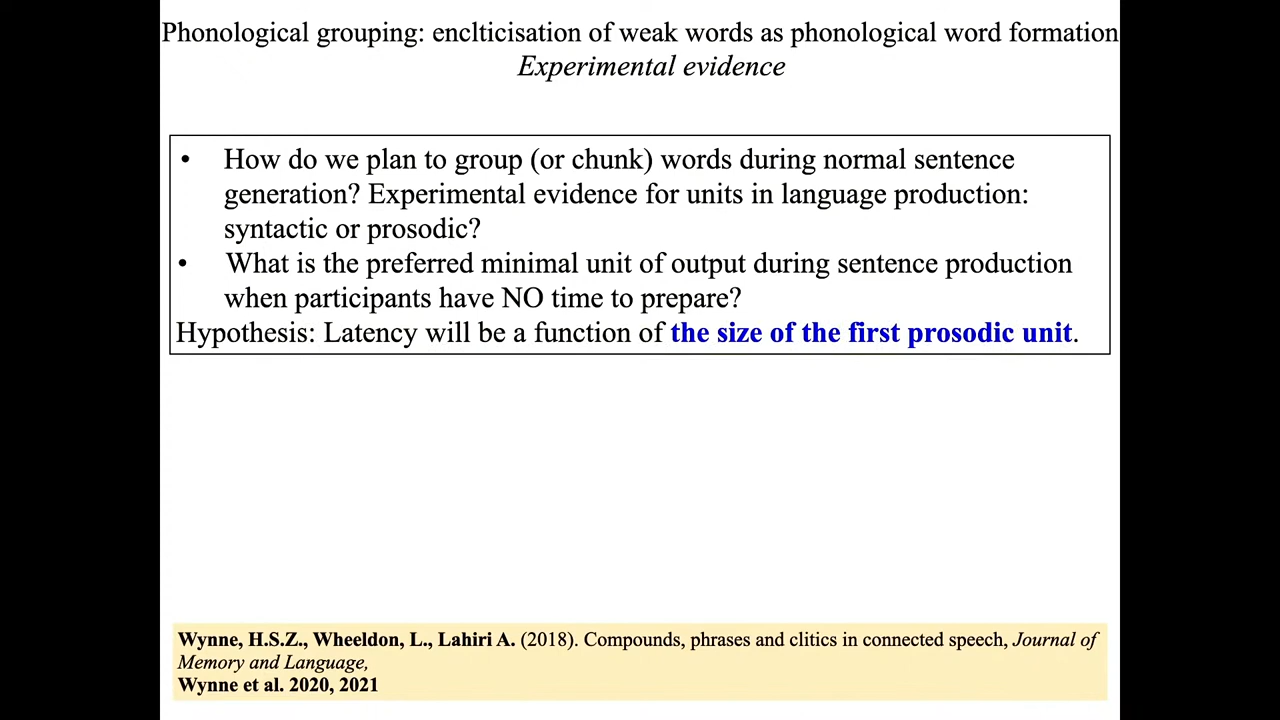 Phonological grouping: enclticisation of weak words as phonological word formation
Experimental evidence
• How do we plan to group (or chunk) words during normal sentence
generation? Experimental evidence for units in language production:
syntactic or prosodic?
• What is the preferred minimal unit of output during sentence production
when participants have NO time to prepare?
Hypothesis: Latency will be a function of the size of the first prosodic unit.
Wynne, H.S.Z., Wheeldon, L., Lahiri A. (2018). Compounds, phrases and clitics in connected speech, Journal of
Memory and Language,
Wynne et al. 2020, 2021